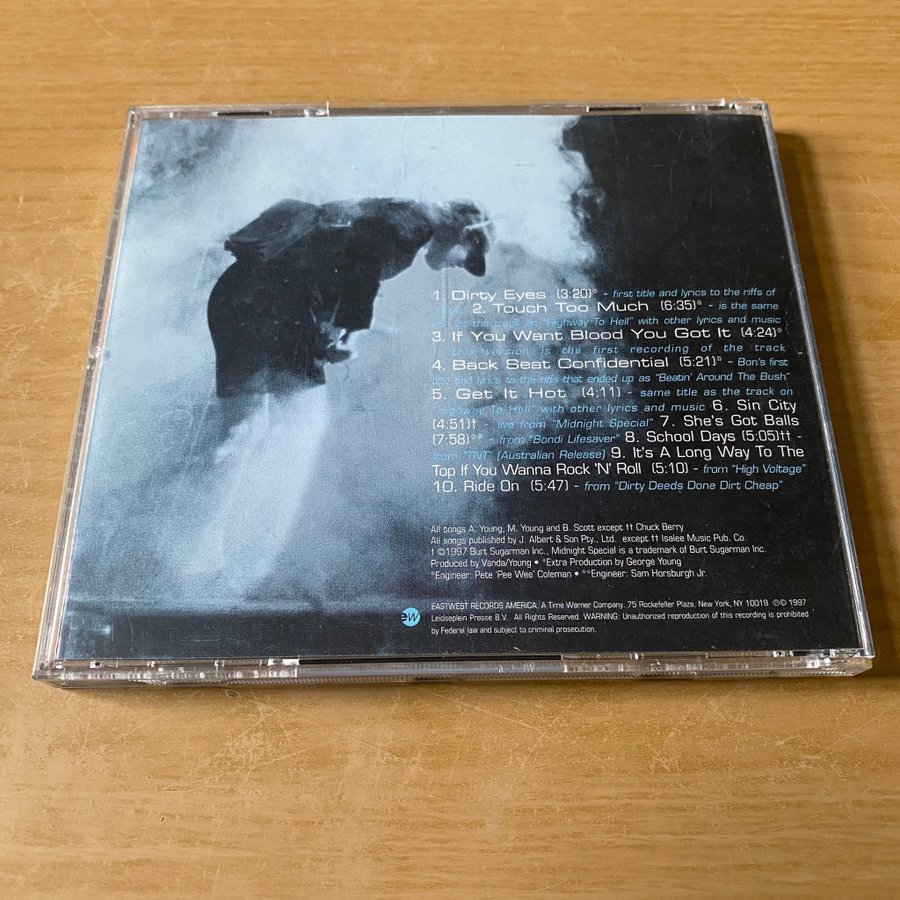 1. Dirty Eyes (3:20)* - first title and lyrics to the riffs of
2. Touch Too Much (6:35)* - is the same
the track on "Highway To Hell" with other lyrics and music
3. If You Want Blood You Got It (4:24)*
this version is the first recording of the track
4. Back Seat Confidential (5:21)* - Bon's first
title and lyrics to the riffs that ended up as "Beatin' Around The Bush"
5. Get It Hot (4:11) - same title as the track on
"Highway To Hell" with other lyrics and music 6. Sin City
(4:51)† - live from "Midnight Special" 7. She's Got Balls
(7:58)** - from "Bondi Lifesaver" 8. School Days (5:05)†† -
from "TNT" (Australian Release) 9. It's A Long Way To The
Top If You Wanna Rock 'N' Roll (5:10) - from "High Voltage"
10. Ride On (5:47) - from "Dirty Deeds Done Dirt Cheap"
All songs A. Young, M. Young and B. Scott except †† Chuck Berry
All songs published by J. Albert & Son Pty., Ltd. except †† Isalee Music Pub. Co.
† ©1997 Burt Sugarman Inc., Midnight Special is a trademark of Burt Sugarman Inc.
Produced by Vanda/Young • *Extra Production by George Young
*Engineer: Pete 'Pee Wee' Coleman • **Engineer: Sam Horsburgh Jr.
ew
EASTWEST RECORDS AMERICA, A Time Warner Company. 75 Rockefeller Plaza, New York, NY 10019 ℗© 1997
Leidseplein Presse B.V. All Rights Reserved. WARNING: Unauthorized reproduction of this recording is prohibited
by Federal law and subject to criminal prosecution.